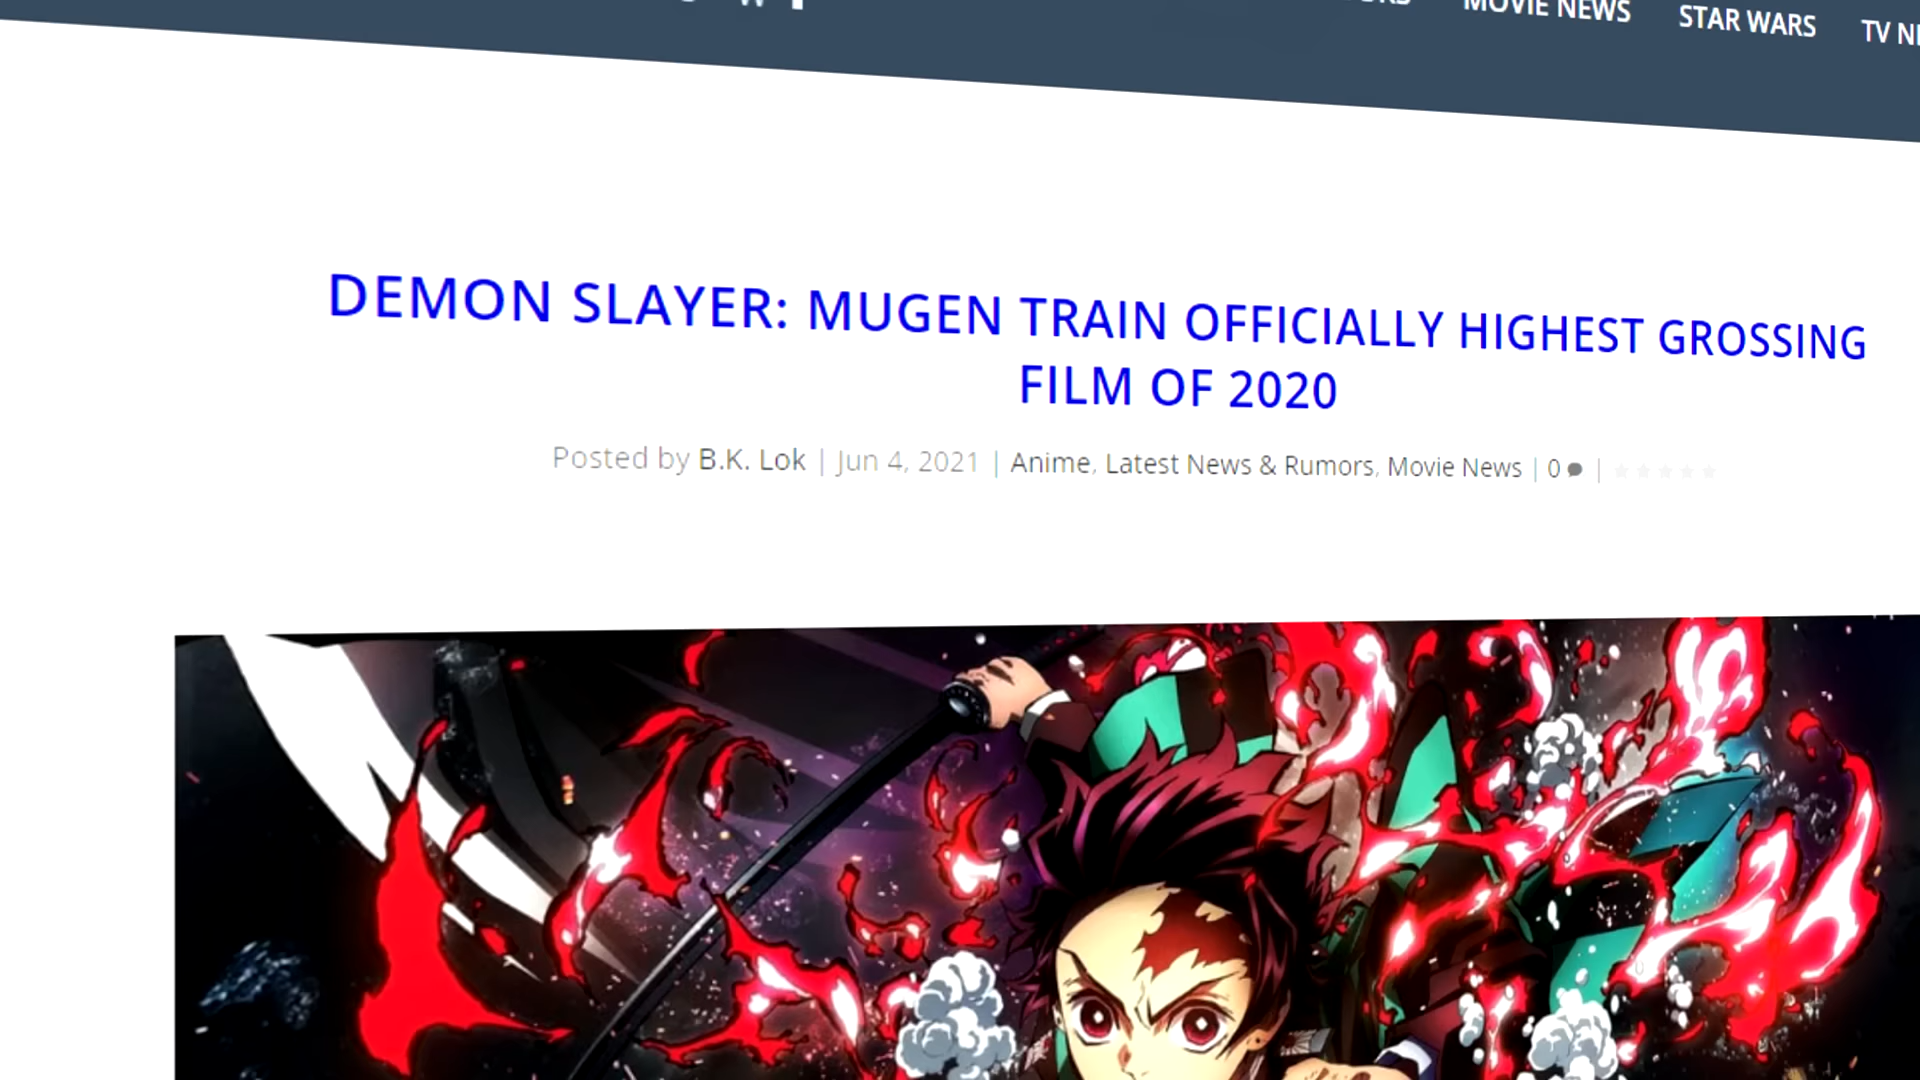 MOVIE NEWS STAR WARS TV
DEMON SLAYER: MUGEN TRAIN OFFICIALLY HIGHEST GROSSING
FILM OF 2020
Posted by B.K. Lok | Jun 4, 2021 | Anime, Latest News & Rumors, Movie News | 0 |